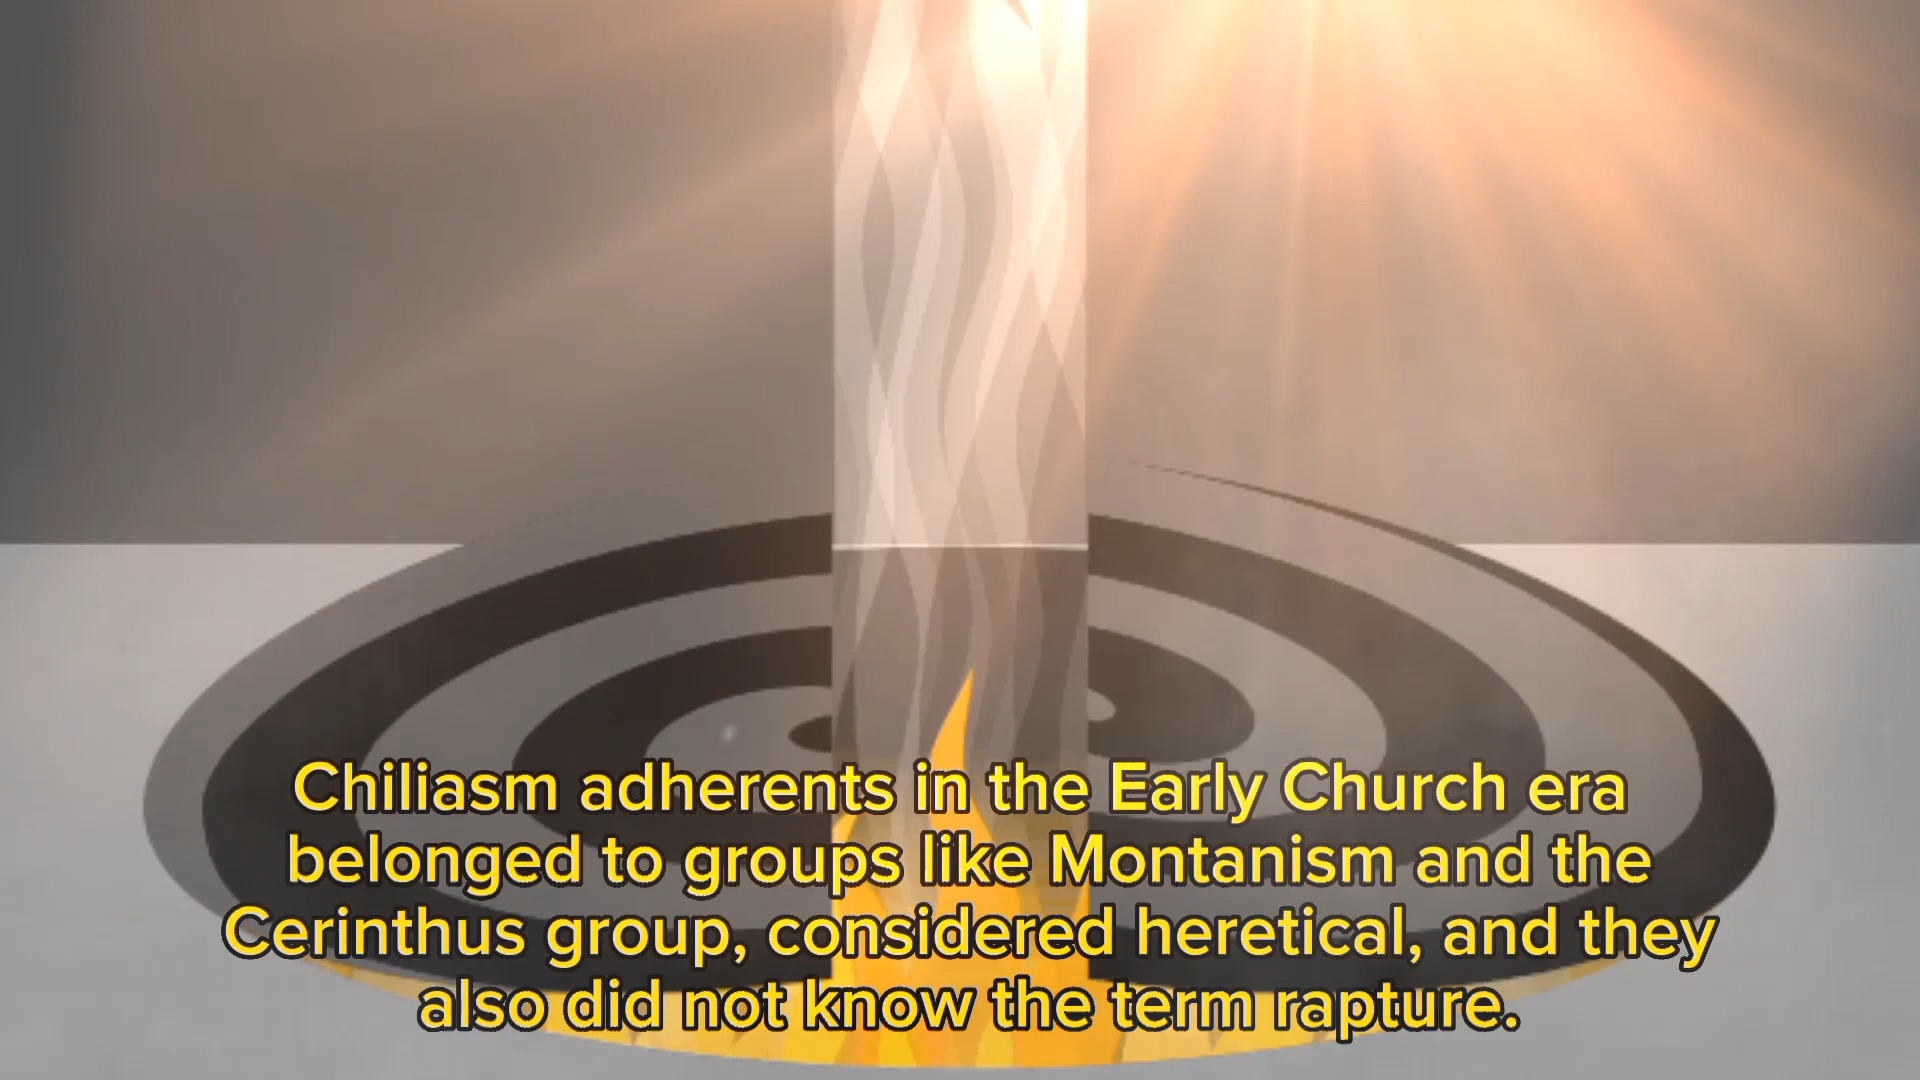 Chiliasm adherents in the Early Church era
belonged to groups like Montanism and the
Cerinthus group, considered heretical, and they
also did not know the term rapture.